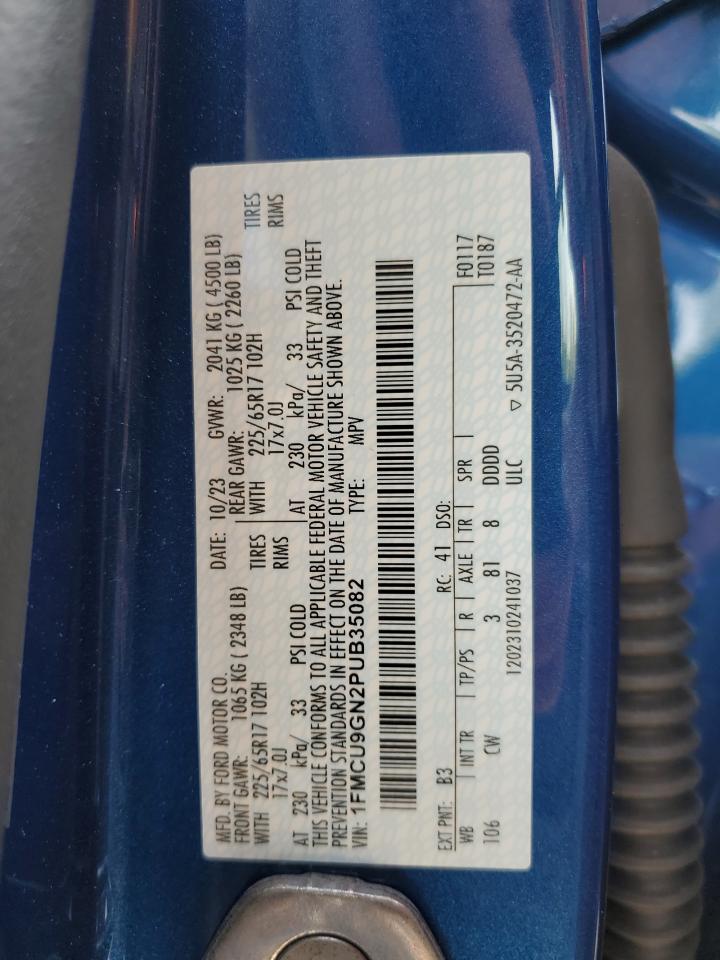 MFD. BY FORD MOTOR CO. DATE: 10/23 GVWR: 2041 KG ( 4500 LB)
FRONT GAWR: 1065 KG ( 2348 LB) REAR GAWR: 1025 KG ( 2260 LB)
WITH 225/65R17 102H TIRES WITH 225/65R17 102H TIRES
17x7.0J RIMS 17x7.0J RIMS
AT 230 kPa/ 33 PSI COLD AT 230 kPa/ 33 PSI COLD
THIS VEHICLE CONFORMS TO ALL APPLICABLE FEDERAL MOTOR VEHICLE SAFETY AND THEFT
PREVENTION STANDARDS IN EFFECT ON THE DATE OF MANUFACTURE SHOWN ABOVE.
VIN: 1FMCU9GN2PUB35082 TYPE: MPV
EXT PNT: B3 RC: 41 DSO:
WB INT TR TP/PS R AXLE TR SPR F0117
106 CW 3 81 8 DDDD T0187
1202310241037 ULC ▽ 5U5A-3520472-AA